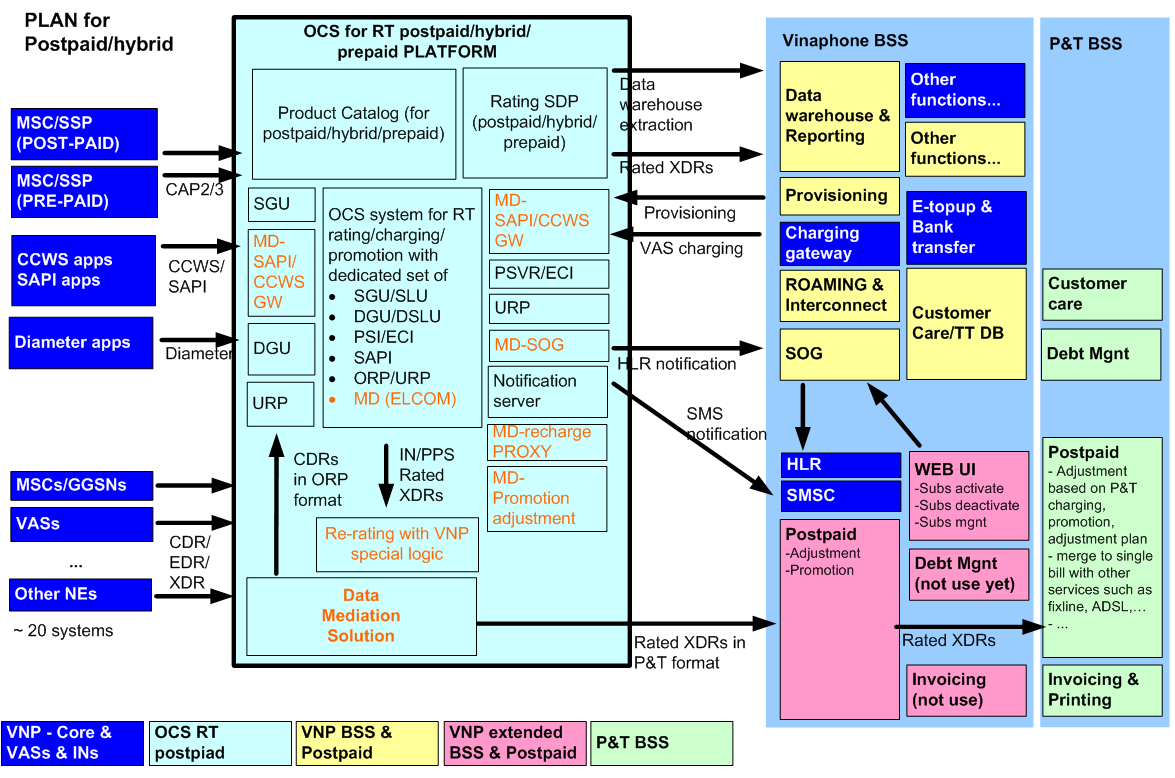 PLAN for
Postpaid/hybrid
MSC/SSP
(POST-PAID)
MSC/SSP
(PRE-PAID)
CAP2/3
CCWS apps
SAPI apps
CCWS/
SAPI
Diameter apps
Diameter
MSCs/GGSNs
VASs
...
CDR/
EDR/
XDR
Other NEs
~ 20 systems
OCS for RT postpaid/hybrid/
prepaid PLATFORM
Product Catalog (for
postpaid/hybrid/prepaid)
Rating SDP
(postpaid/hybrid/
prepaid)
SGU
MD-
SAPI/
CCWS
GW
DGU
URP
OCS system for RT
rating/charging/
promotion with
dedicated set of
• SGU/SLU
• DGU/DSLU
• PSI/ECI
• SAPI
• ORP/URP
• MD (ELCOM)
MD-
SAPI/CCWS
GW
PSVR/ECI
URP
MD-SOG
Notification
server
MD-recharge
PROXY
MD-
Promotion
adjustment
CDRs
in ORP
format
IN/PPS
Rated
XDRs
Re-rating with VNP
special logic
Data
Mediation
Solution
Data
warehouse
extraction
Rated XDRs
Provisioning
VAS charging
HLR notification
SMS
notification
Rated XDRs in
P&T format
Vinaphone BSS
Data
warehouse &
Reporting
Other
functions...
Other
functions...
Provisioning
Charging
gateway
E-topup &
Bank
transfer
ROAMING &
Interconnect
Customer
Care/TT DB
SOG
HLR
SMSC
WEB UI
-Subs activate
-Subs deactivate
-Subs mgnt
Postpaid
-Adjustment
-Promotion
Debt Mgnt
(not use yet)
Rated XDRs
Invoicing
(not use)
P&T BSS
Customer
care
Debt Mgnt
Postpaid
- Adjustment
based on P&T
charging,
promotion,
adjustment plan
- merge to single
bill with other
services such as
fixline, ADSL,…
- ...
Invoicing &
Printing
VNP - Core &
VASs & INs
OCS RT
postpiad
VNP BSS &
Postpaid
VNP extended
BSS & Postpaid
P&T BSS